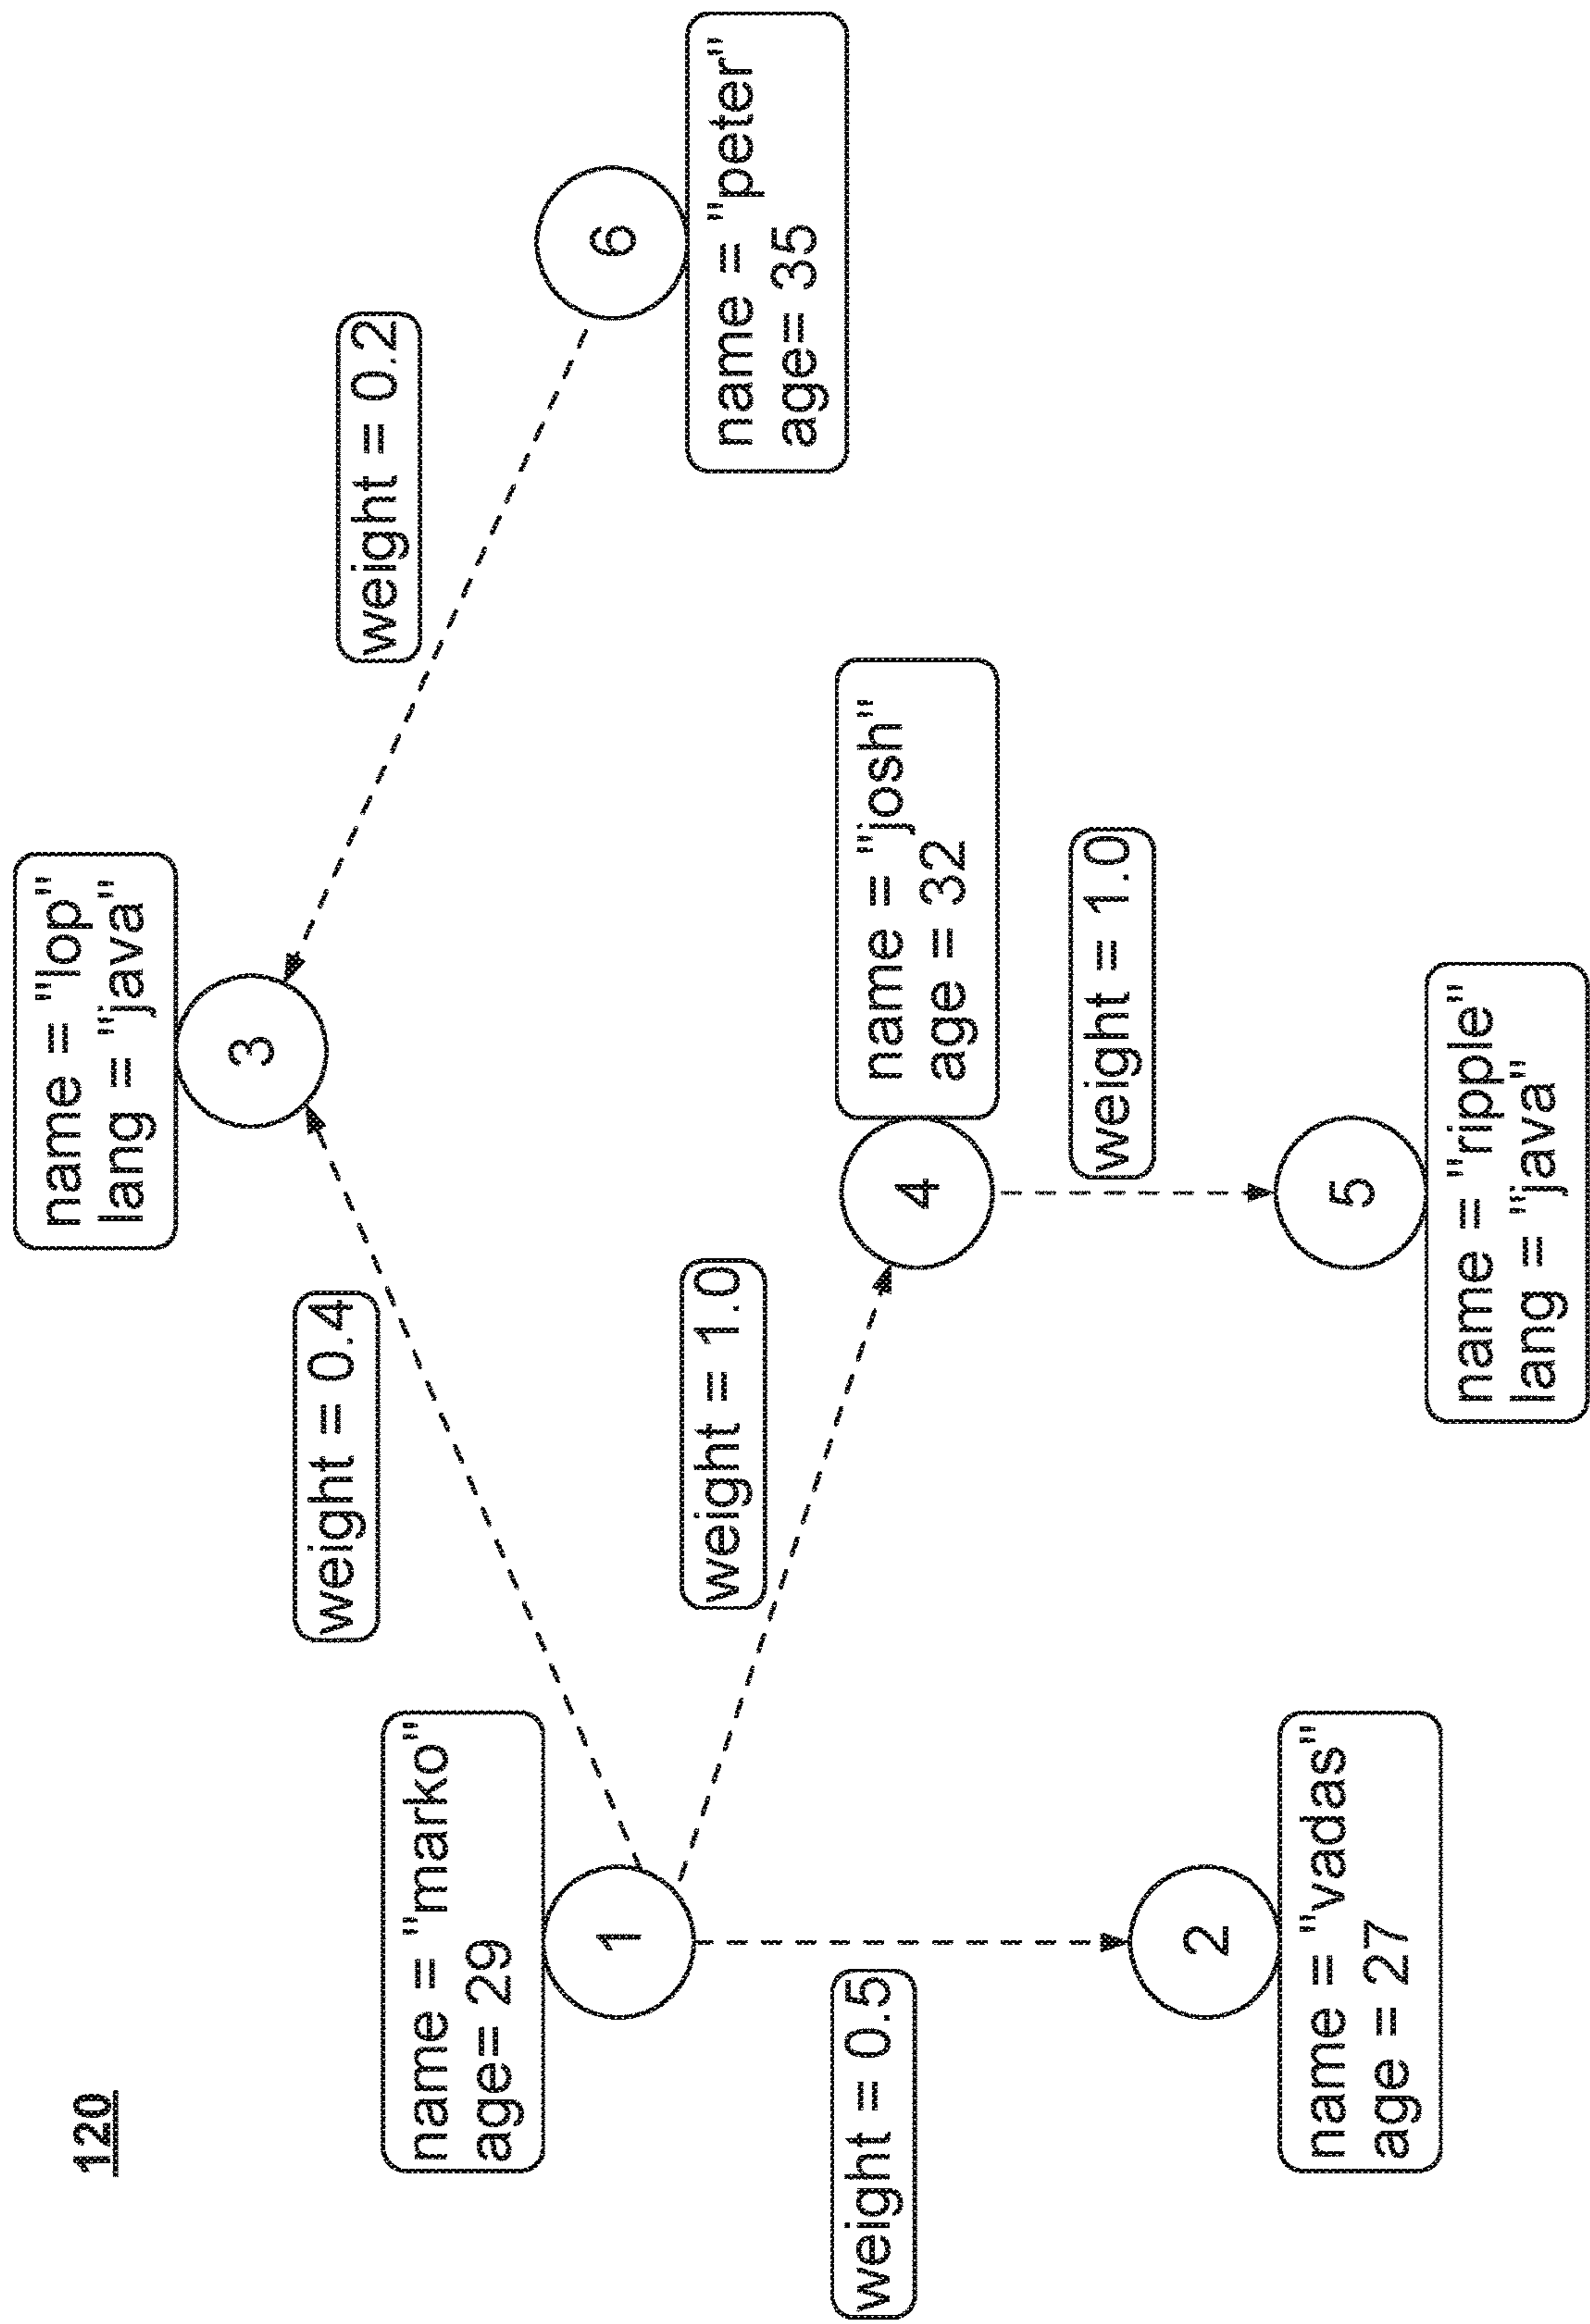 120
name = "lop"
lang = "java"
3
weight = 0.4
weight = 0.2
name = "marko"
age= 29
1
6
name = "peter"
age= 35
weight = 1.0
weight = 0.5
4
name = "josh"
age = 32
weight = 1.0
2
name = "vadas"
age = 27
5
name = "ripple"
lang = "java"